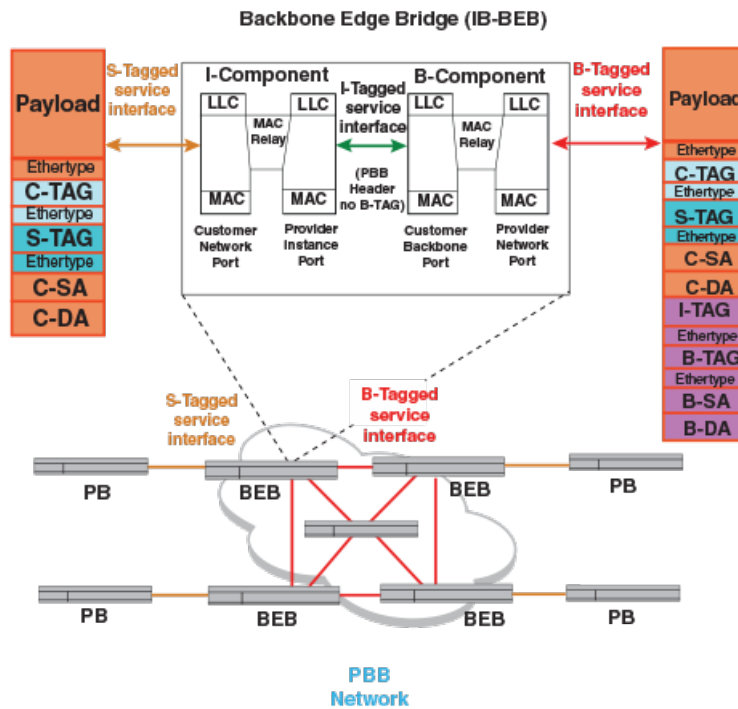 Backbone Edge Bridge (IB-BEB)
Payload
Ethertype
C-TAG
Ethertype
S-TAG
Ethertype
C-SA
C-DA
S-Tagged
service
interface
I-Component
LLC
LLC
MAC
Relay
MAC
MAC
Customer
Network
Port
Provider
Instance
Port
I-Tagged
service
interface
(PBB
Header
no B-TAG)
B-Component
LLC
LLC
MAC
Relay
MAC
MAC
Customer
Backbone
Port
Provider
Network
Port
B-Tagged
service
interface
Payload
Ethertype
C-TAG
Ethertype
S-TAG
Ethertype
C-SA
C-DA
I-TAG
Ethertype
B-TAG
Ethertype
B-SA
B-DA
S-Tagged
service
interface
B-Tagged
service
interface
PB
BEB
BEB
PB
PB
BEB
BEB
PB
PBB
Network